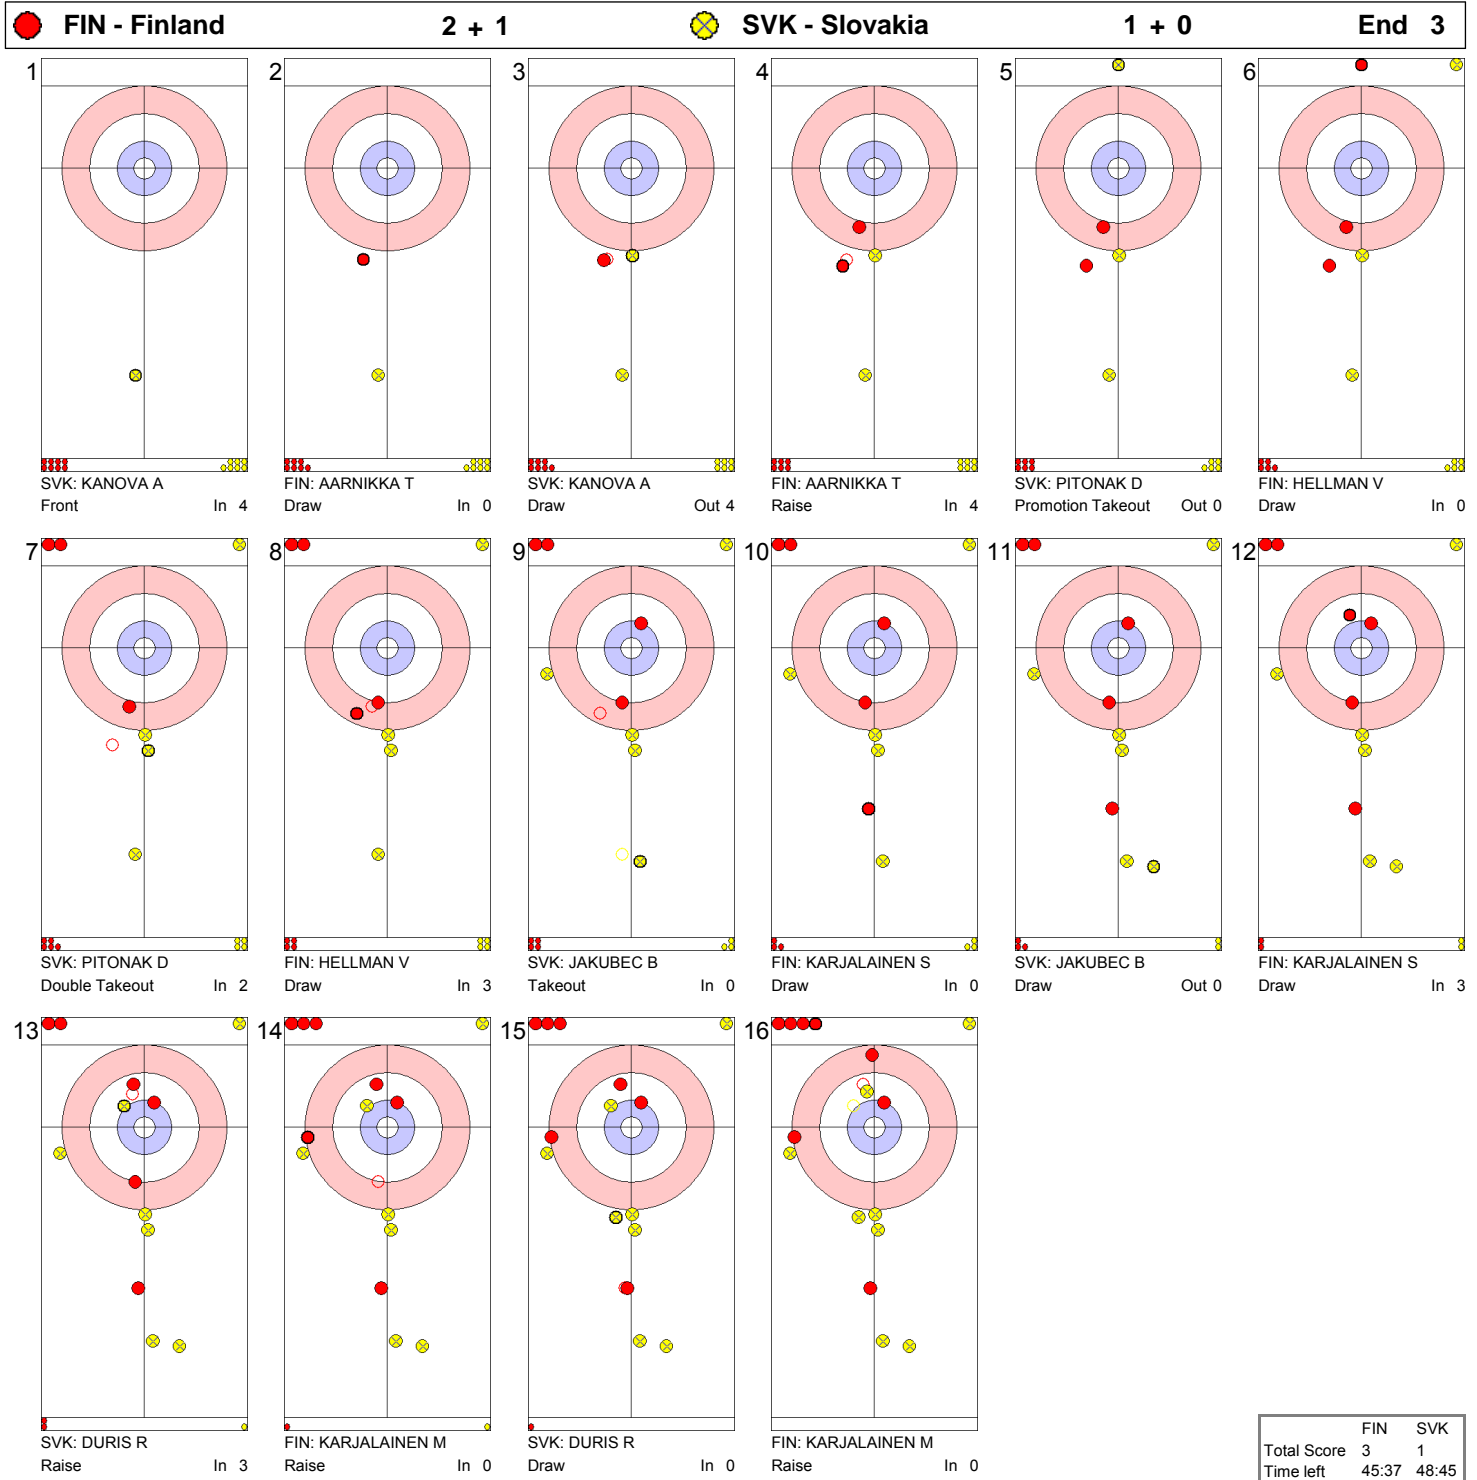 FIN - Finland 2 + 1 SVK - Slovakia 1 + 0 End 3
1 2 3 4 5 6
SVK: KANOVA A FIN: AARNIKKA T SVK: KANOVA A FIN: AARNIKKA T SVK: PITONAK D FIN: HELLMAN V
Front In 4 Draw In 0 Draw Out 4 Raise In 4 Promotion Takeout Out 0 Draw In 0
7 8 9 10 11 12
SVK: PITONAK D FIN: HELLMAN V SVK: JAKUBEC B FIN: KARJALAINEN S SVK: JAKUBEC B FIN: KARJALAINEN S
Double Takeout In 2 Draw In 3 Takeout In 0 Draw In 0 Draw Out 0 Draw In 3
13 14 15 16
SVK: DURIS R FIN: KARJALAINEN M SVK: DURIS R FIN: KARJALAINEN M
Raise In 3 Raise In 0 Draw In 0 Raise In 0
FIN SVK
Total Score 3 1
Time left 45:37 48:45